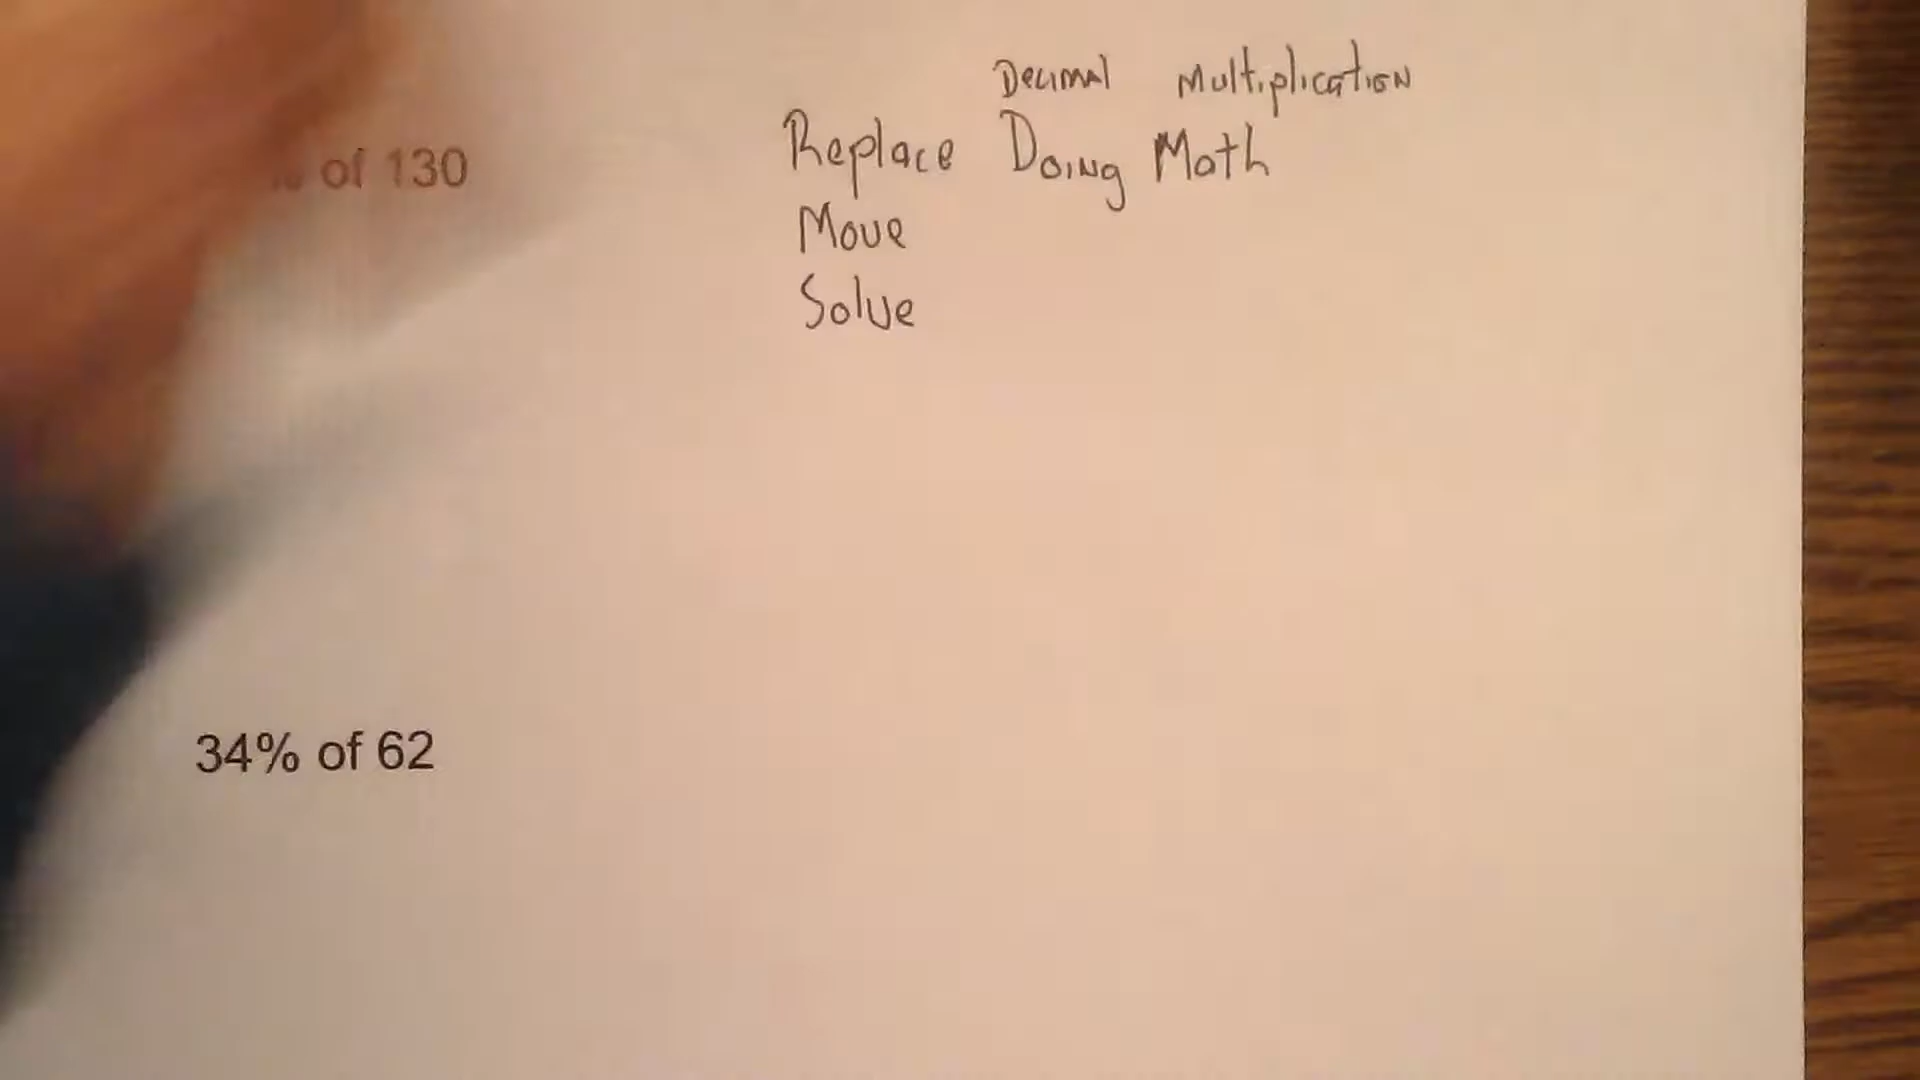 Decimal Multiplication
of 130
Replace Doing Math
Move
Solve
34% of 62